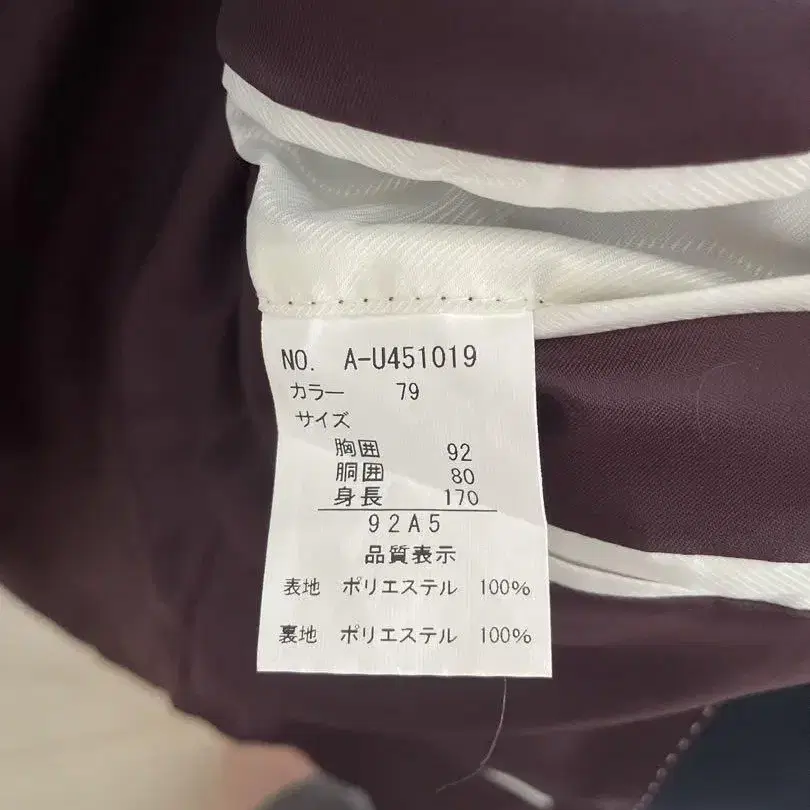 NO. A-U451019
カラー 79
サイズ
胸囲 92
胴囲 80
身長 170
92A5
品質表示
表地 ポリエステル 100%
裏地 ポリエステル 100%